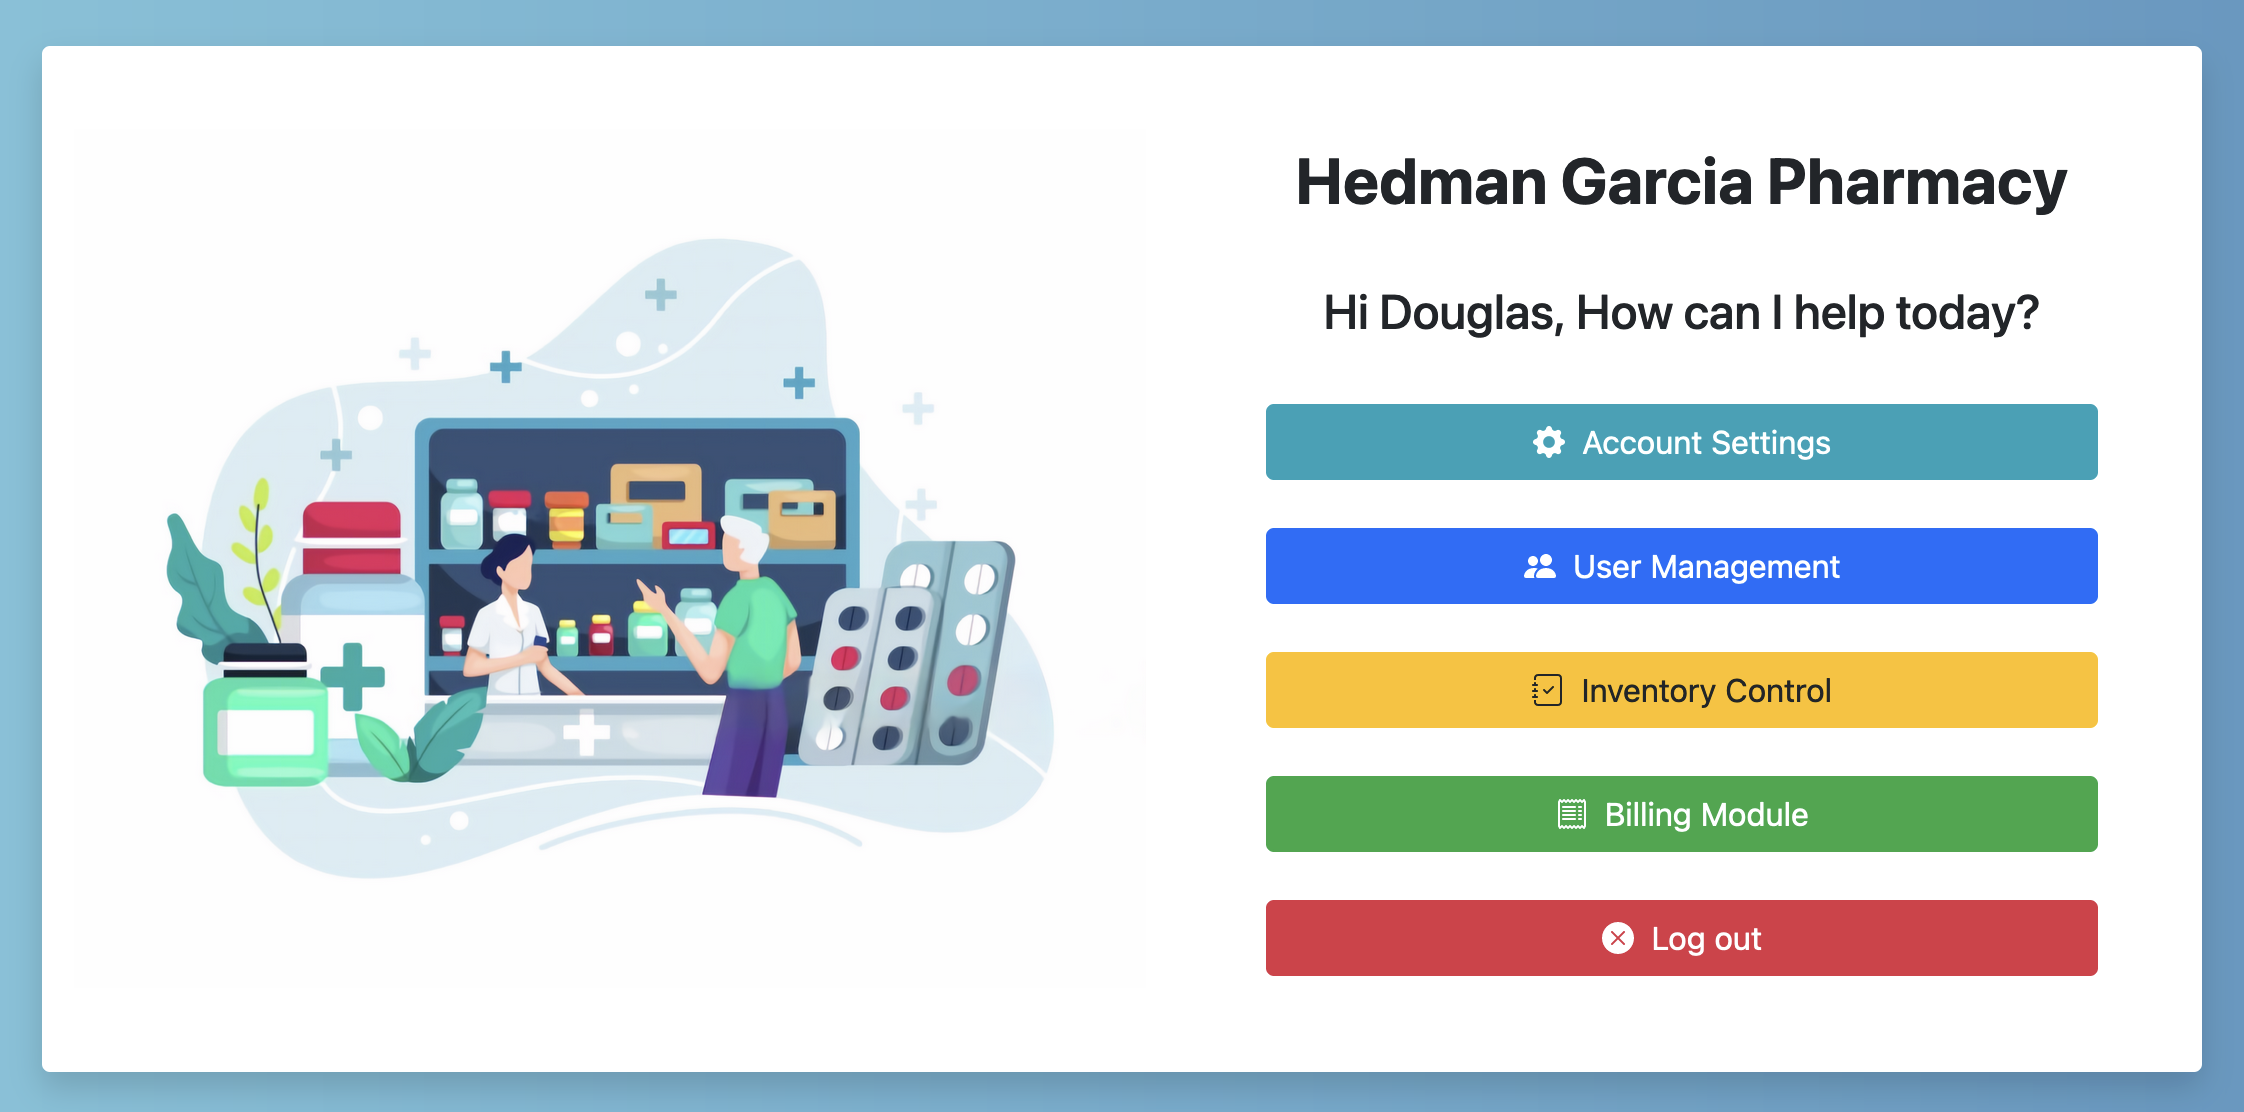 Hedman Garcia Pharmacy
Hi Douglas, How can I help today?
Account Settings
User Management
Inventory Control
Billing Module
Log out